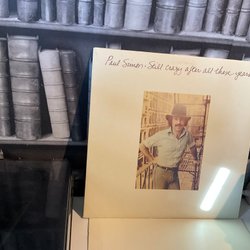 Paul Simon · Still crazy after all these years